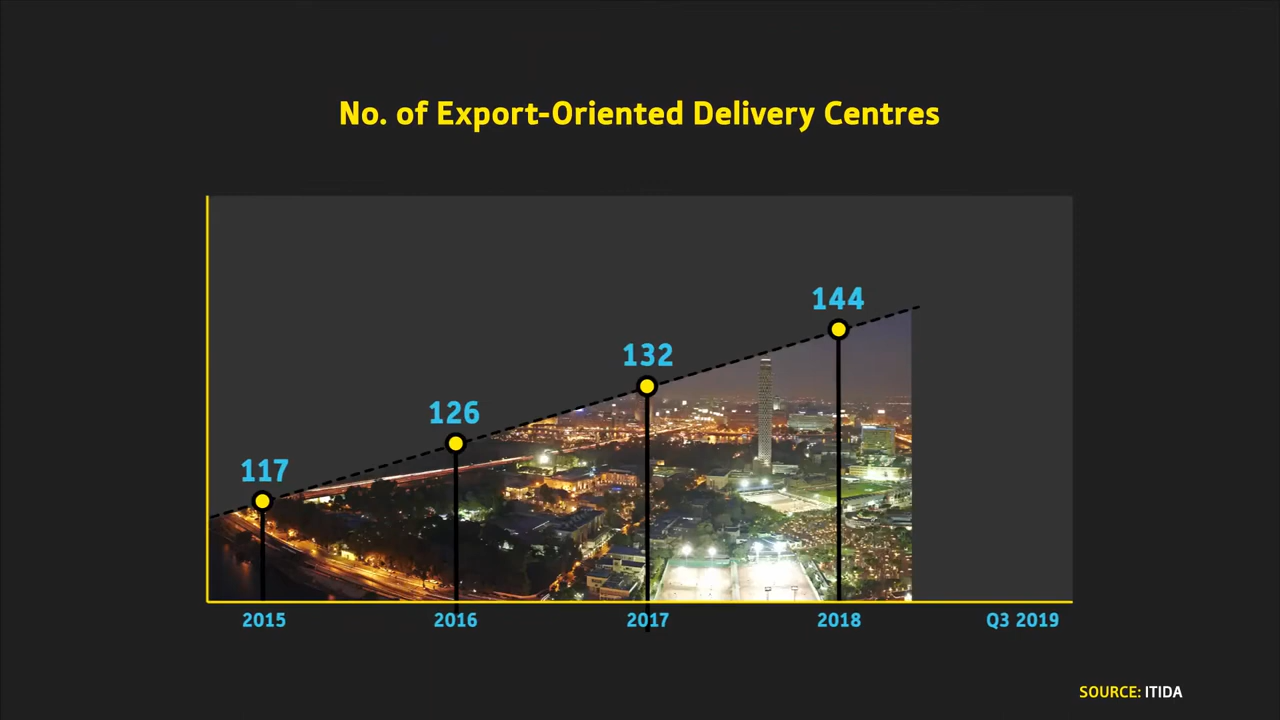 No. of Export-Oriented Delivery Centres
144
132
126
117
2015 2016 2017 2018 Q3 2019
SOURCE: ITIDA